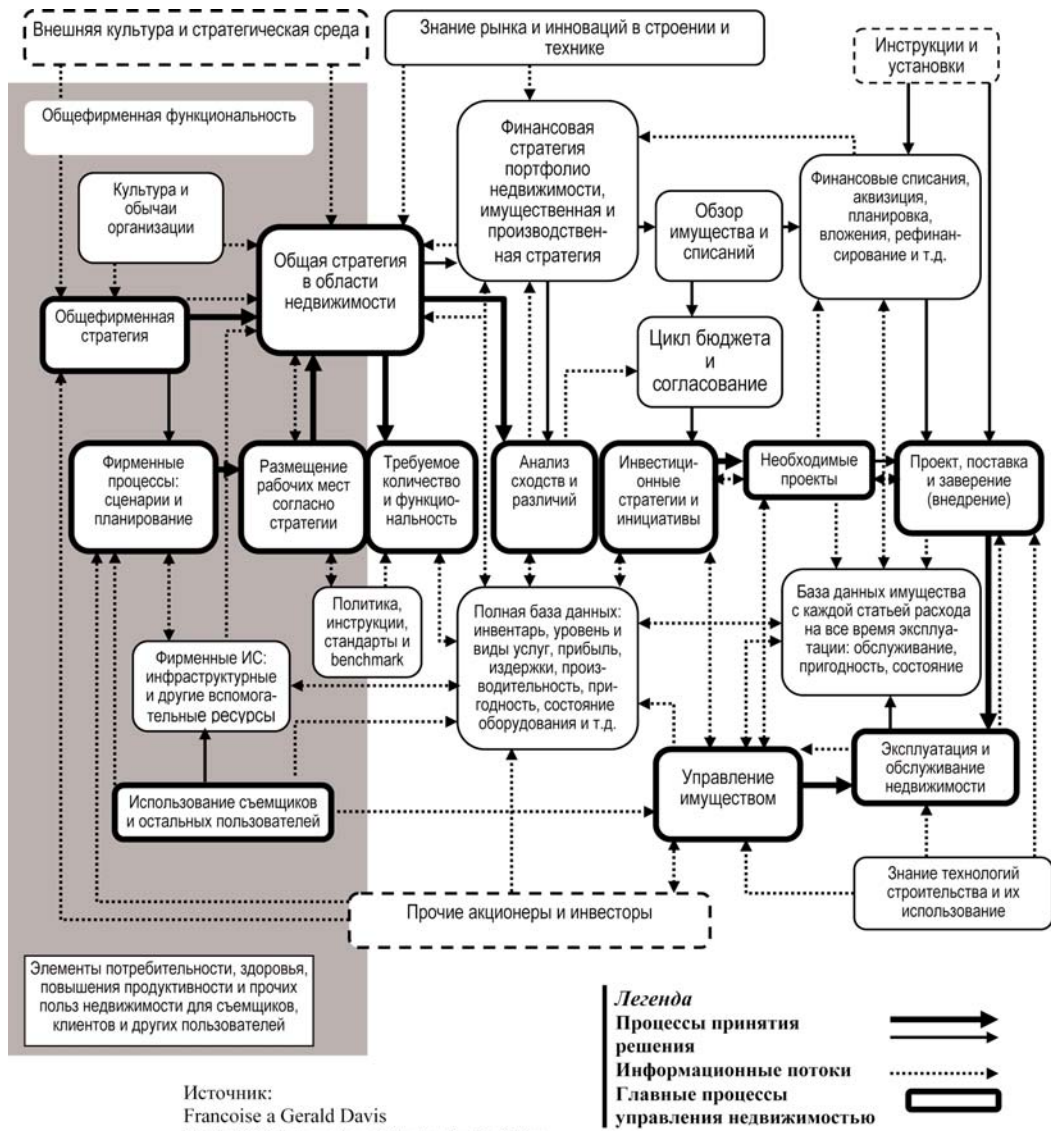 Внешняя культура и стратегическая среда
Знание рынка и инноваций в строении и
технике
Инструкции и
установки
Общефирменная функциональность
Культура и
обычаи
организации
Финансовая
стратегия
портфолио
недвижимости,
имущественная и
производствен-
ная стратегия
Обзор
имущества и
списаний
Финансовые списания,
аквизиция,
планировка,
вложения, рефинан-
сирование и т.д.
Общая стратегия
в области
недвижимости
Общефирменная
стратегия
Цикл бюджета
и
согласование
Фирменные
процессы:
сценарии и
планирование
Размещение
рабочих мест
согласно
стратегии
Требуемое
количество
и функцио-
нальность
Анализ
сходств и
различий
Инвестици-
онные
стратегии и
инициативы
Необходимые
проекты
Проект, поставка
и заверение
(внедрение)
Политика,
инструкции,
стандарты и
benchmark
Полная база данных:
инвентарь, уровень и
виды услуг, прибыль,
издержки, произ-
водительность, при-
годность, состояние
оборудования и т.д.
База данных имущества
с каждой статьей расхода
на все время эксплуа-
тации: обслуживание,
пригодность, состояние
Фирменные ИС:
инфраструктурные
и другие вспомога-
тельные ресурсы
Использование съемщиков
и остальных пользователей
Управление
имуществом
Эксплуатация и
обслуживание
недвижимости
Знание технологий
строительства и их
использование
Прочие акционеры и инвесторы
Элементы потребительности, здоровья,
повышения продуктивности и прочих
польз недвижимости для съемщиков,
клиентов и других пользователей
Легенда
Процессы принятия
решения
Информационные потоки
Главные процессы
управления недвижимостью
Источник:
Francoise a Gerald Davis